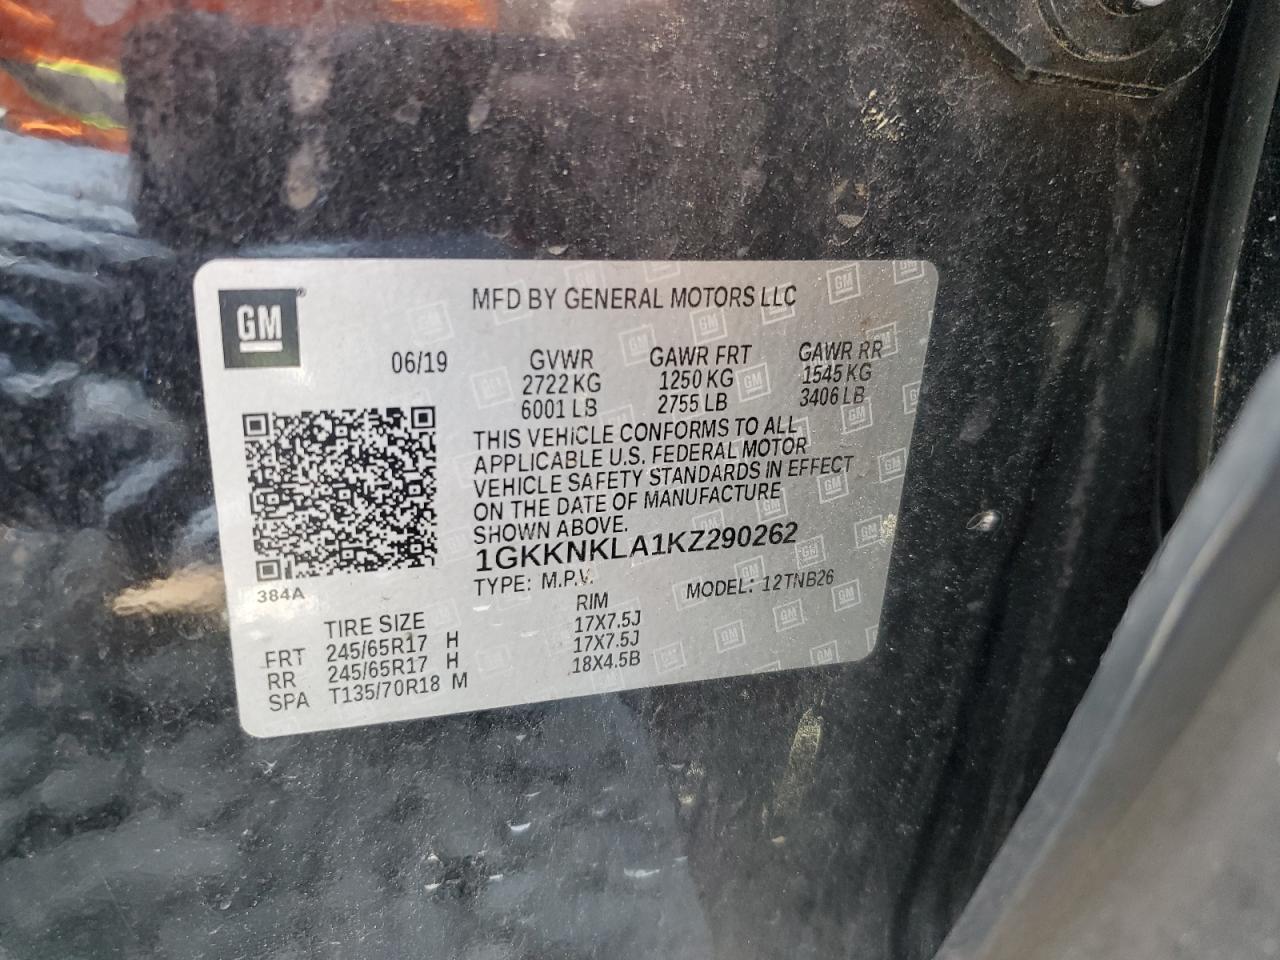 GM
MFD BY GENERAL MOTORS LLC
06/19 GVWR GAWR FRT GAWR RR
2722 KG 1250 KG 1545 KG
6001 LB 2755 LB 3406 LB
THIS VEHICLE CONFORMS TO ALL
APPLICABLE U.S. FEDERAL MOTOR
VEHICLE SAFETY STANDARDS IN EFFECT
ON THE DATE OF MANUFACTURE
SHOWN ABOVE.
1GKKNKLA1KZ290262
TYPE: M.P.V. MODEL: 12TNB26
384A
TIRE SIZE RIM
FRT 245/65R17 H 17X7.5J
RR 245/65R17 H 17X7.5J
SPA T135/70R18 M 18X4.5B